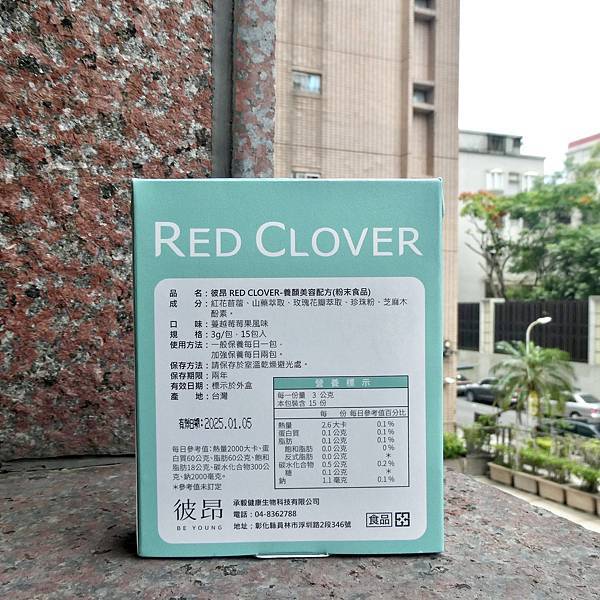 RED CLOVER
品　　名：彼昂 RED CLOVER-養顏美容配方(粉末食品)
成　　分：紅花苜蓿、山藥萃取、玫瑰花瓣萃取、珍珠粉、芝麻木
酚素。
口　　味：蔓越莓莓果風味
規　　格：3g/包，15包入
使用方法：一般保養每日一包，
加強保養每日兩包。
保存方法：請保存於室溫乾燥避光處。
保存期限：兩年
有效日期：標示於外盒
產　　地：台灣
有效日期：2025.01.05
每日參考值：熱量2000大卡、蛋
白質60公克、脂肪60公克、飽和
脂肪18公克、碳水化合物300公
克、鈉2000毫克。
＊參考值未訂定
營養標示
每一份量 3 公克
本包裝含 15 份
每　份　每日參考值百分比
熱量　2.6 大卡　0.1 %
蛋白質　0.1 公克　0.1 %
脂肪　0.1 公克　0.1 %
飽和脂肪　0.0 公克　0 %
反式脂肪　0.0 公克　＊
碳水化合物　0.5 公克　0.2 %
糖　0.1 公克　＊
鈉　1.1 毫克　0.1 %
彼昂
BE YOUNG
承毅健康生物科技有限公司
電話：04-8362788
地址：彰化縣員林市浮圳路2段346號
食品